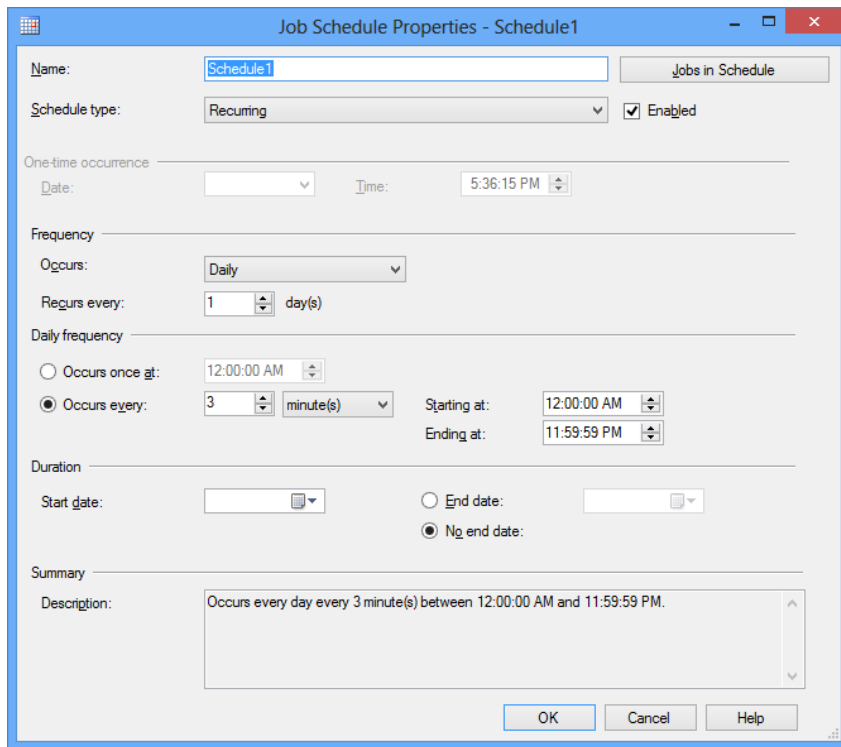 Job Schedule Properties - Schedule1
Name: Schedule1 Jobs in Schedule
Schedule type: Recurring Enabled
One-time occurrence
Date: Time: 5:36:15 PM
Frequency
Occurs: Daily
Recurs every: 1 day(s)
Daily frequency
Occurs once at: 12:00:00 AM
Occurs every: 3 minute(s) Starting at: 12:00:00 AM
Ending at: 11:59:59 PM
Duration
Start date: End date:
No end date:
Summary
Description: Occurs every day every 3 minute(s) between 12:00:00 AM and 11:59:59 PM.
OK Cancel Help